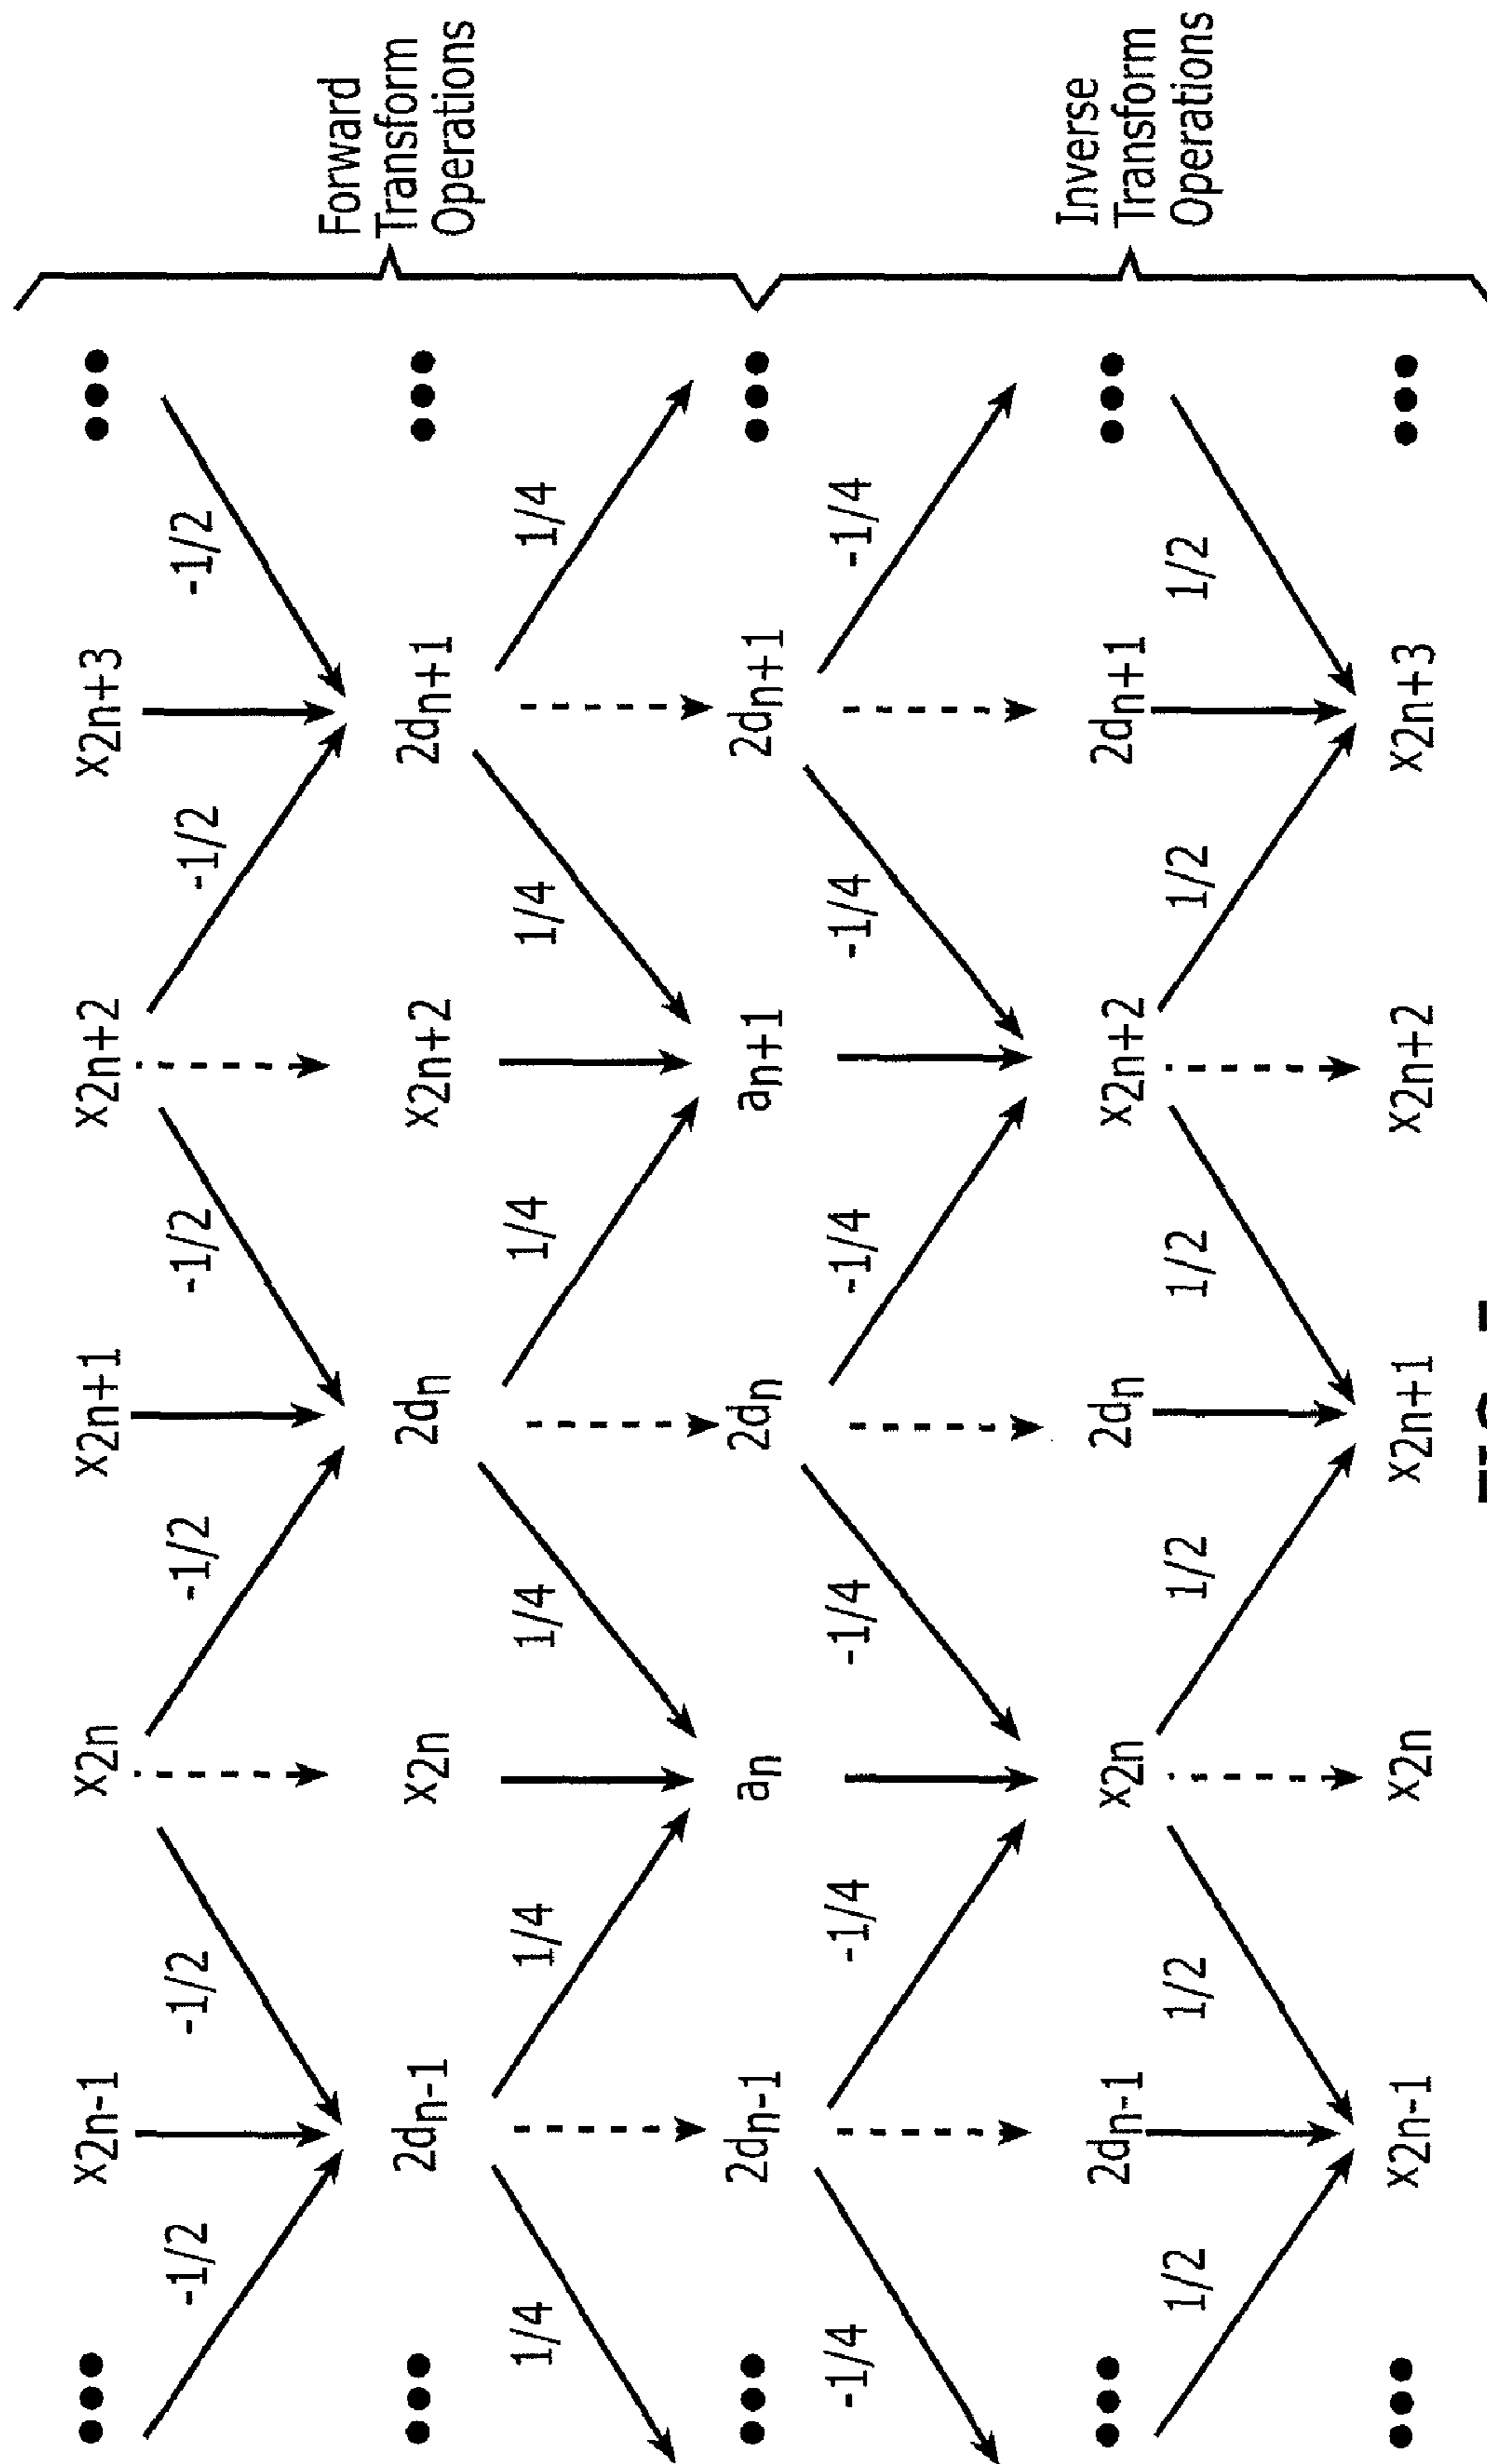 x2n-1 x2n x2n+1 x2n+2 x2n+3
-1/2 -1/2 -1/2 -1/2 -1/2 -1/2
2dn-1 x2n 2dn x2n+2 2dn+1
Forward
Transform
Operations
1/4 1/4 1/4 1/4 1/4 1/4
2dn-1 an 2dn an+1 2dn+1
-1/4 -1/4 -1/4 -1/4 -1/4 -1/4
2dn-1 x2n 2dn x2n+2 2dn+1
Inverse
Transform
Operations
1/2 1/2 1/2 1/2 1/2 1/2
x2n-1 x2n x2n+1 x2n+2 x2n+3